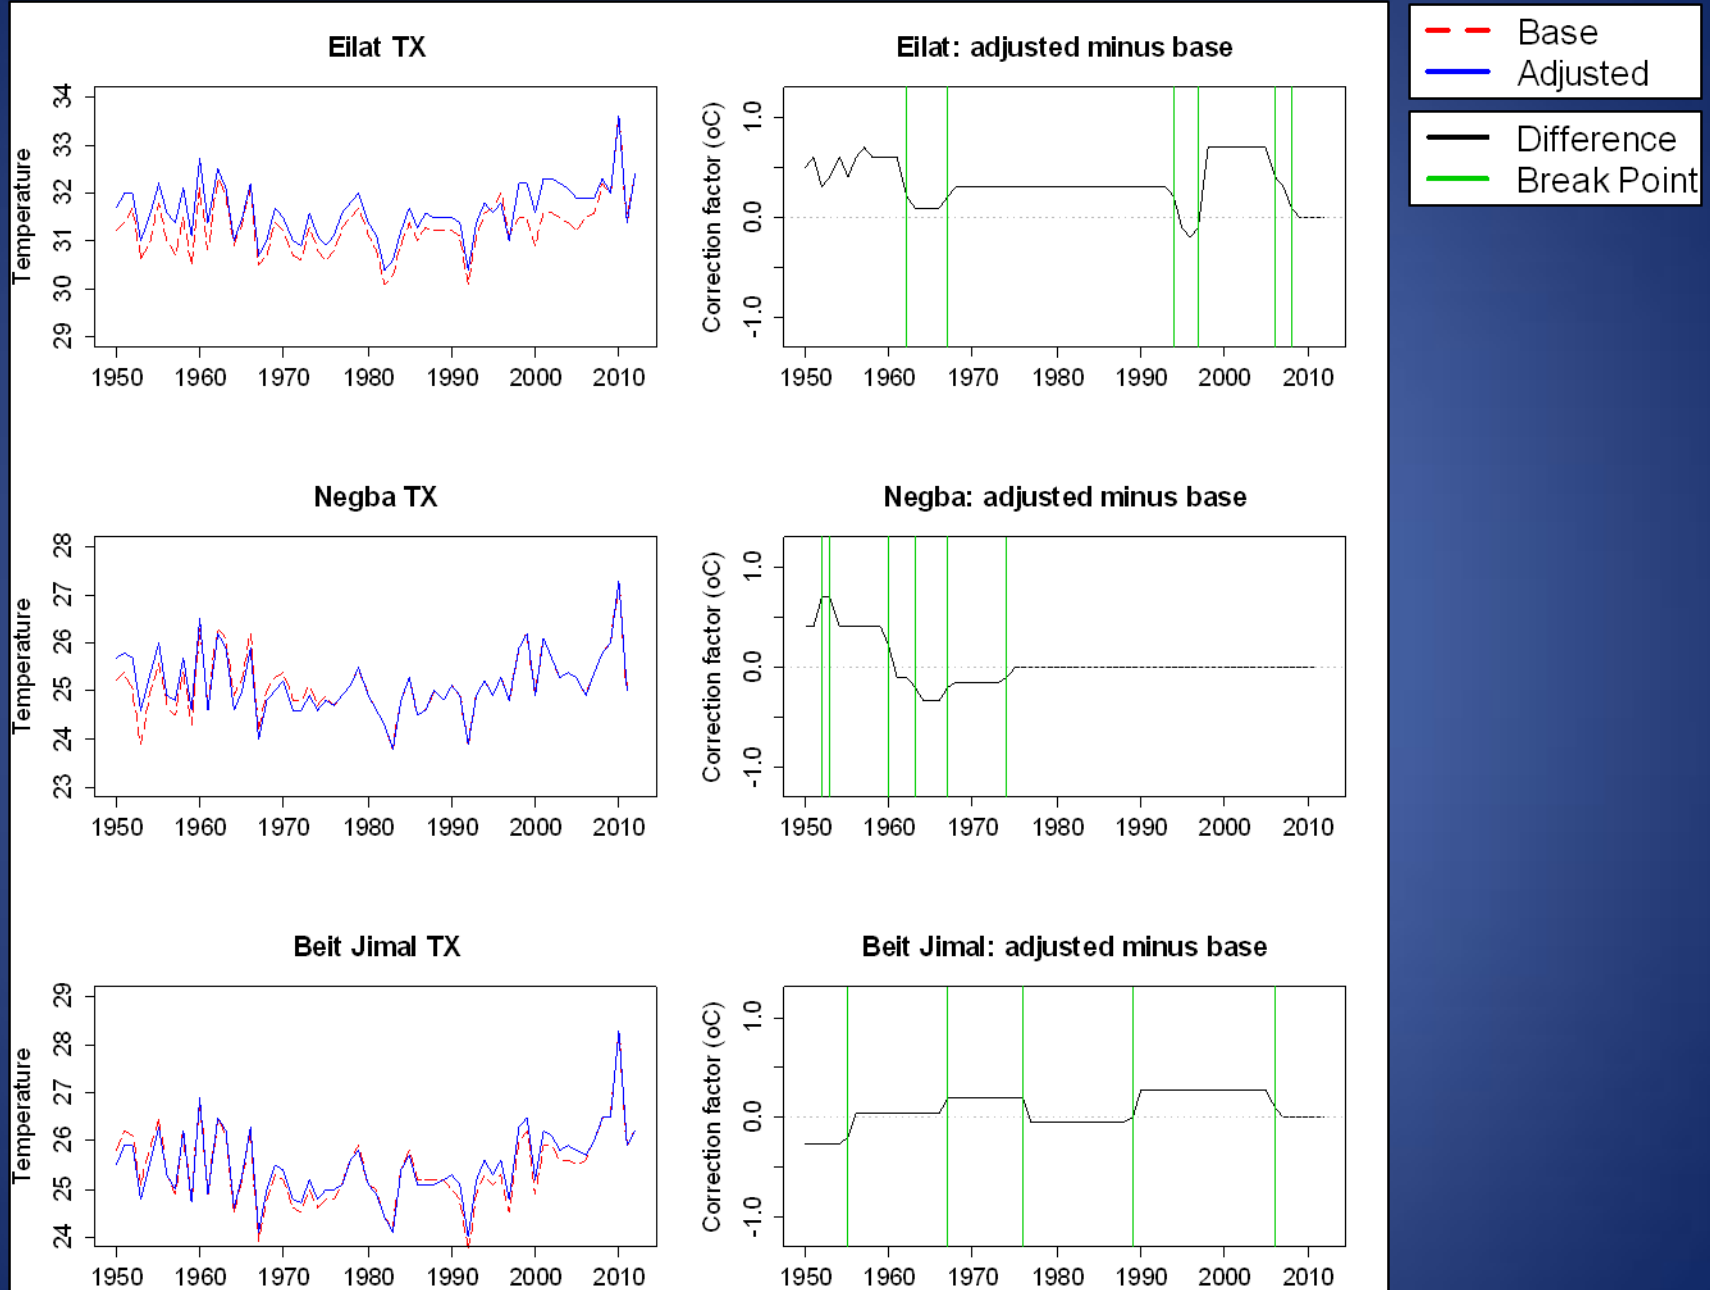 Eilat TX
Temperature
34
33
32
31
30
29
1950 1960 1970 1980 1990 2000 2010
Eilat: adjusted minus base
Correction factor (oC)
1.0
0.0
-1.0
1950 1960 1970 1980 1990 2000 2010
Base
Adjusted
Difference
Break Point
Negba TX
Temperature
28
27
26
25
24
23
1950 1960 1970 1980 1990 2000 2010
Negba: adjusted minus base
Correction factor (oC)
1.0
0.0
-1.0
1950 1960 1970 1980 1990 2000 2010
Beit Jimal TX
Temperature
29
28
27
26
25
24
1950 1960 1970 1980 1990 2000 2010
Beit Jimal: adjusted minus base
Correction factor (oC)
1.0
0.0
-1.0
1950 1960 1970 1980 1990 2000 2010